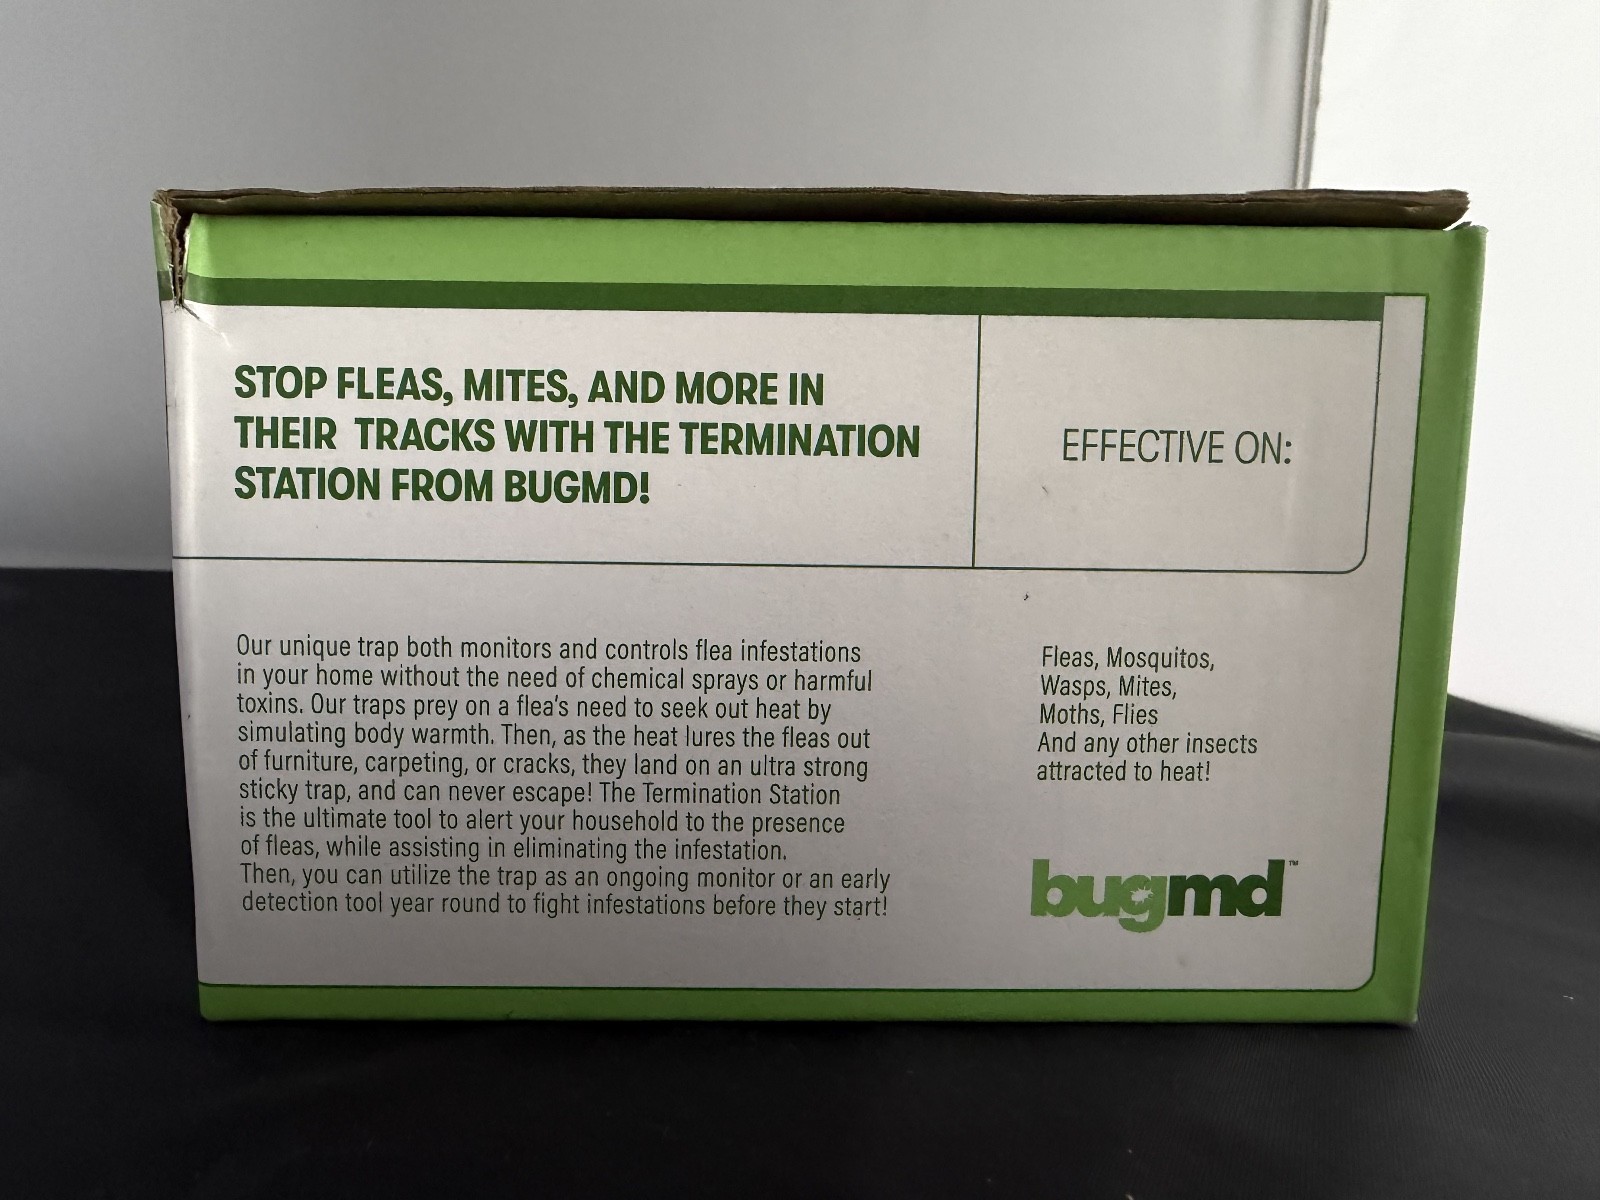 STOP FLEAS, MITES, AND MORE IN
THEIR TRACKS WITH THE TERMINATION
STATION FROM BUGMD!
EFFECTIVE ON:
Our unique trap both monitors and controls flea infestations
in your home without the need of chemical sprays or harmful
toxins. Our traps prey on a flea's need to seek out heat by
simulating body warmth. Then, as the heat lures the fleas out
of furniture, carpeting, or cracks, they land on an ultra strong
sticky trap, and can never escape! The Termination Station
is the ultimate tool to alert your household to the presence
of fleas, while assisting in eliminating the infestation.
Then, you can utilize the trap as an ongoing monitor or an early
detection tool year round to fight infestations before they start!
Fleas, Mosquitos,
Wasps, Mites,
Moths, Flies
And any other insects
attracted to heat!
bugmd™